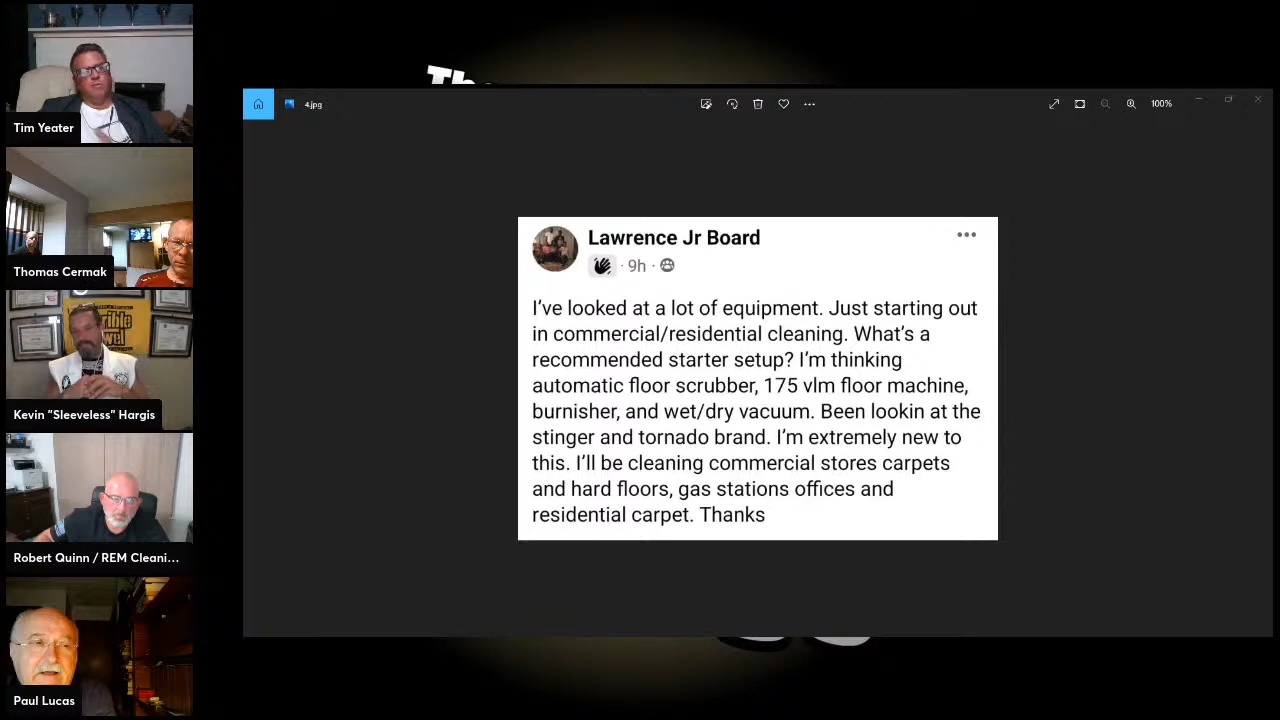 Tim Yeater
Thomas Cermak
Kevin "Sleeveless" Hargis
Robert Quinn / REM Cleani...
Paul Lucas
Th
4.jpg
100%
Lawrence Jr Board
· 9h ·
I've looked at a lot of equipment. Just starting out
in commercial/residential cleaning. What's a
recommended starter setup? I'm thinking
automatic floor scrubber, 175 vlm floor machine,
burnisher, and wet/dry vacuum. Been lookin at the
stinger and tornado brand. I'm extremely new to
this. I'll be cleaning commercial stores carpets
and hard floors, gas stations offices and
residential carpet. Thanks